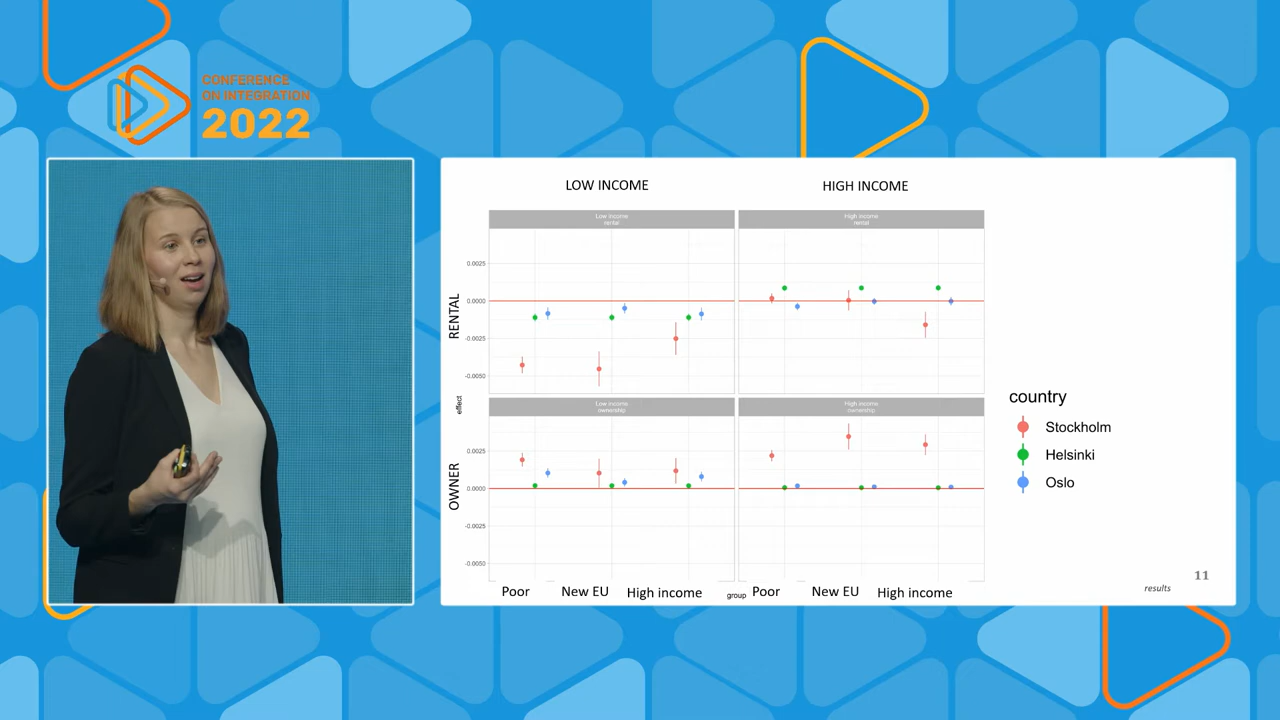 CONFERENCE
ON INTEGRATION
2022
LOW INCOME
HIGH INCOME
Low income
rental
High income
rental
0.0025
0.0000
-0.0025
-0.0050
RENTAL
effect
Low income
ownership
High income
ownership
0.0025
0.0000
-0.0025
-0.0050
OWNER
Poor
New EU
High income
group
Poor
New EU
High income
country
Stockholm
Helsinki
Oslo
11
results